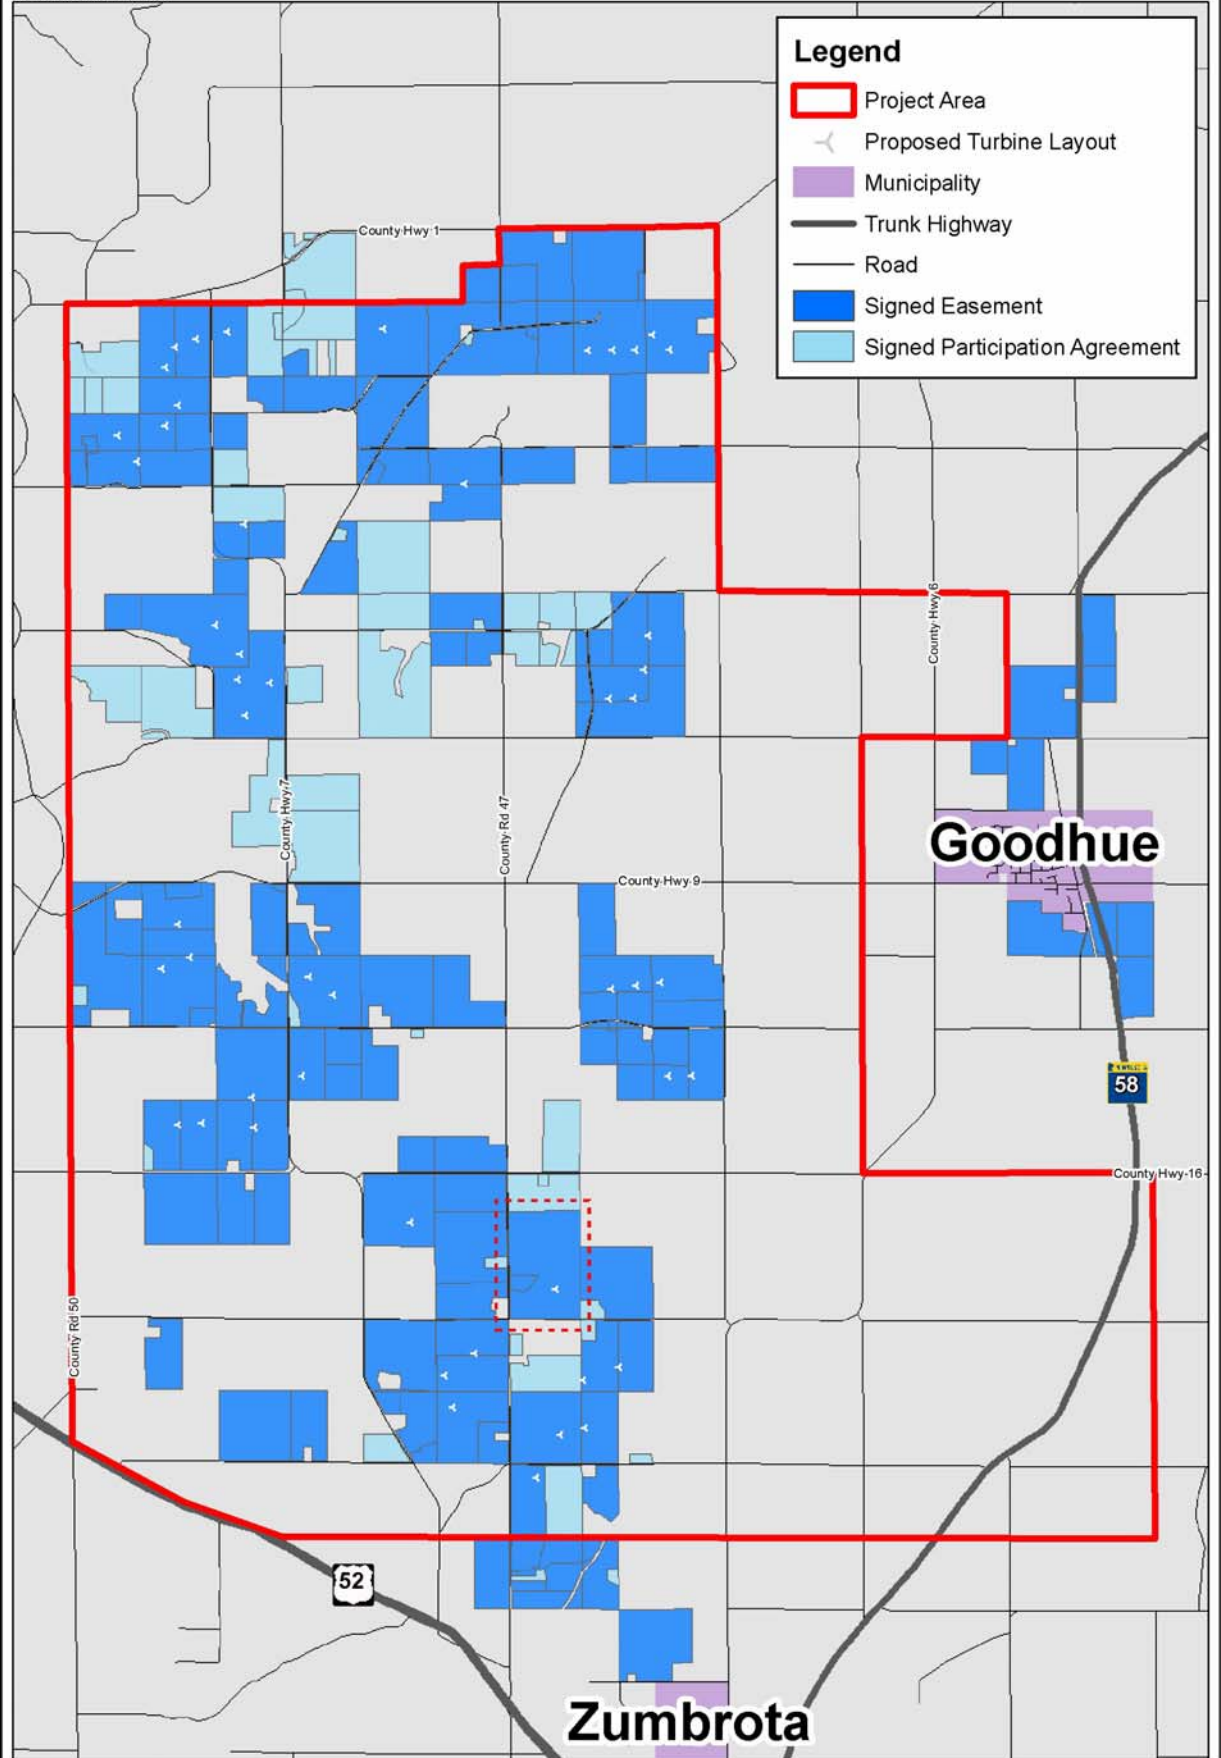 Legend
Project Area
Proposed Turbine Layout
Municipality
Trunk Highway
Road
Signed Easement
Signed Participation Agreement
County Hwy 1
County Hwy 6
County Hwy 7
County Rd 47
Goodhue
County Hwy 9
58
County Hwy 16
County Rd 50
52
Zumbrota